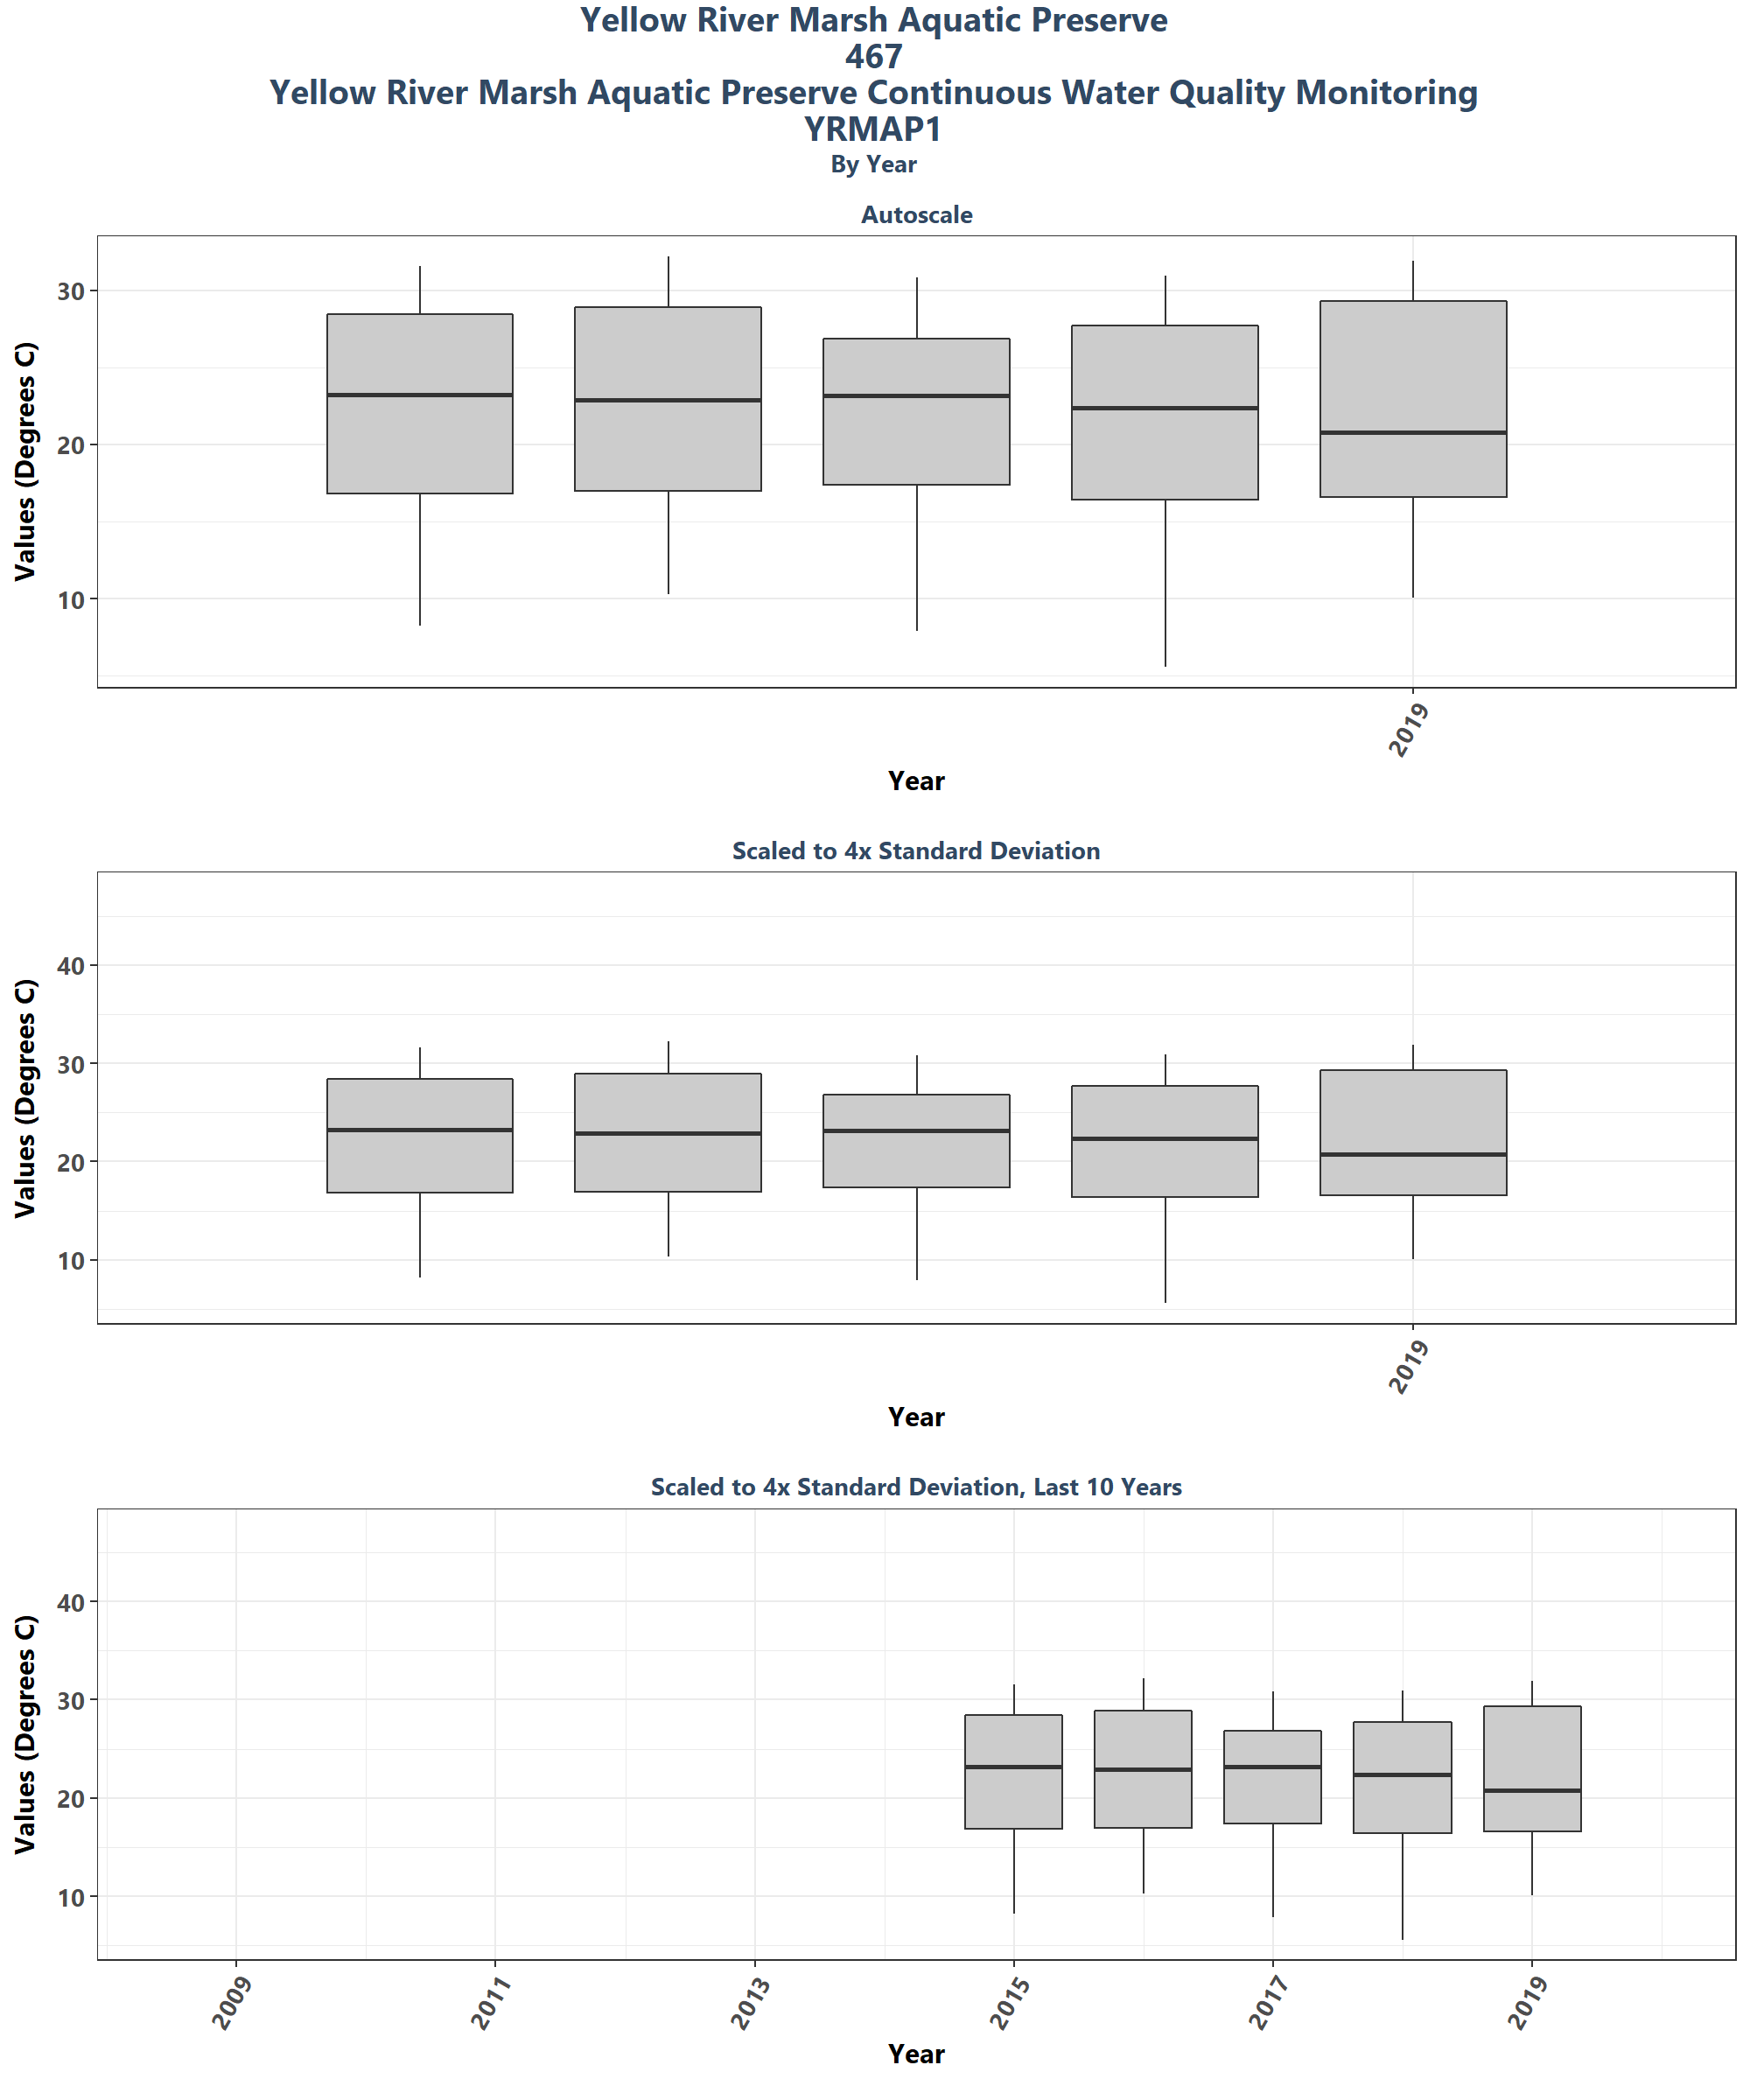 Yellow River Marsh Aquatic Preserve
467
Yellow River Marsh Aquatic Preserve Continuous Water Quality Monitoring
YRMAP1
By Year
Autoscale
Values (Degrees C)
30
20
10
2019
Year
Scaled to 4x Standard Deviation
Values (Degrees C)
40
30
20
10
2019
Year
Scaled to 4x Standard Deviation, Last 10 Years
Values (Degrees C)
40
30
20
10
2009
2011
2013
2015
2017
2019
Year